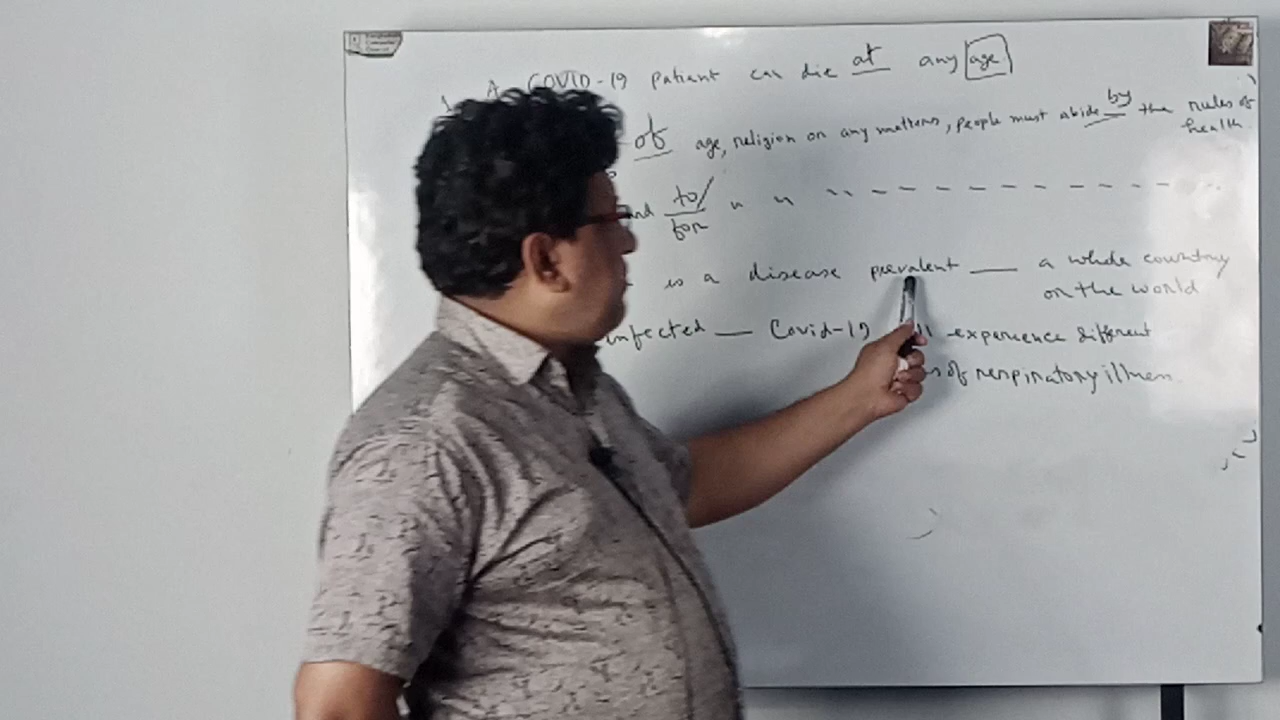 1. A COVID-19 patient can die at any age
of age, religion or any matters, people must abide by the rules of
health.
and to/
for " "
is a disease prevalent ___ a whole country
or the world
infected ___ Covid-19 experience different
of respiratory illness.